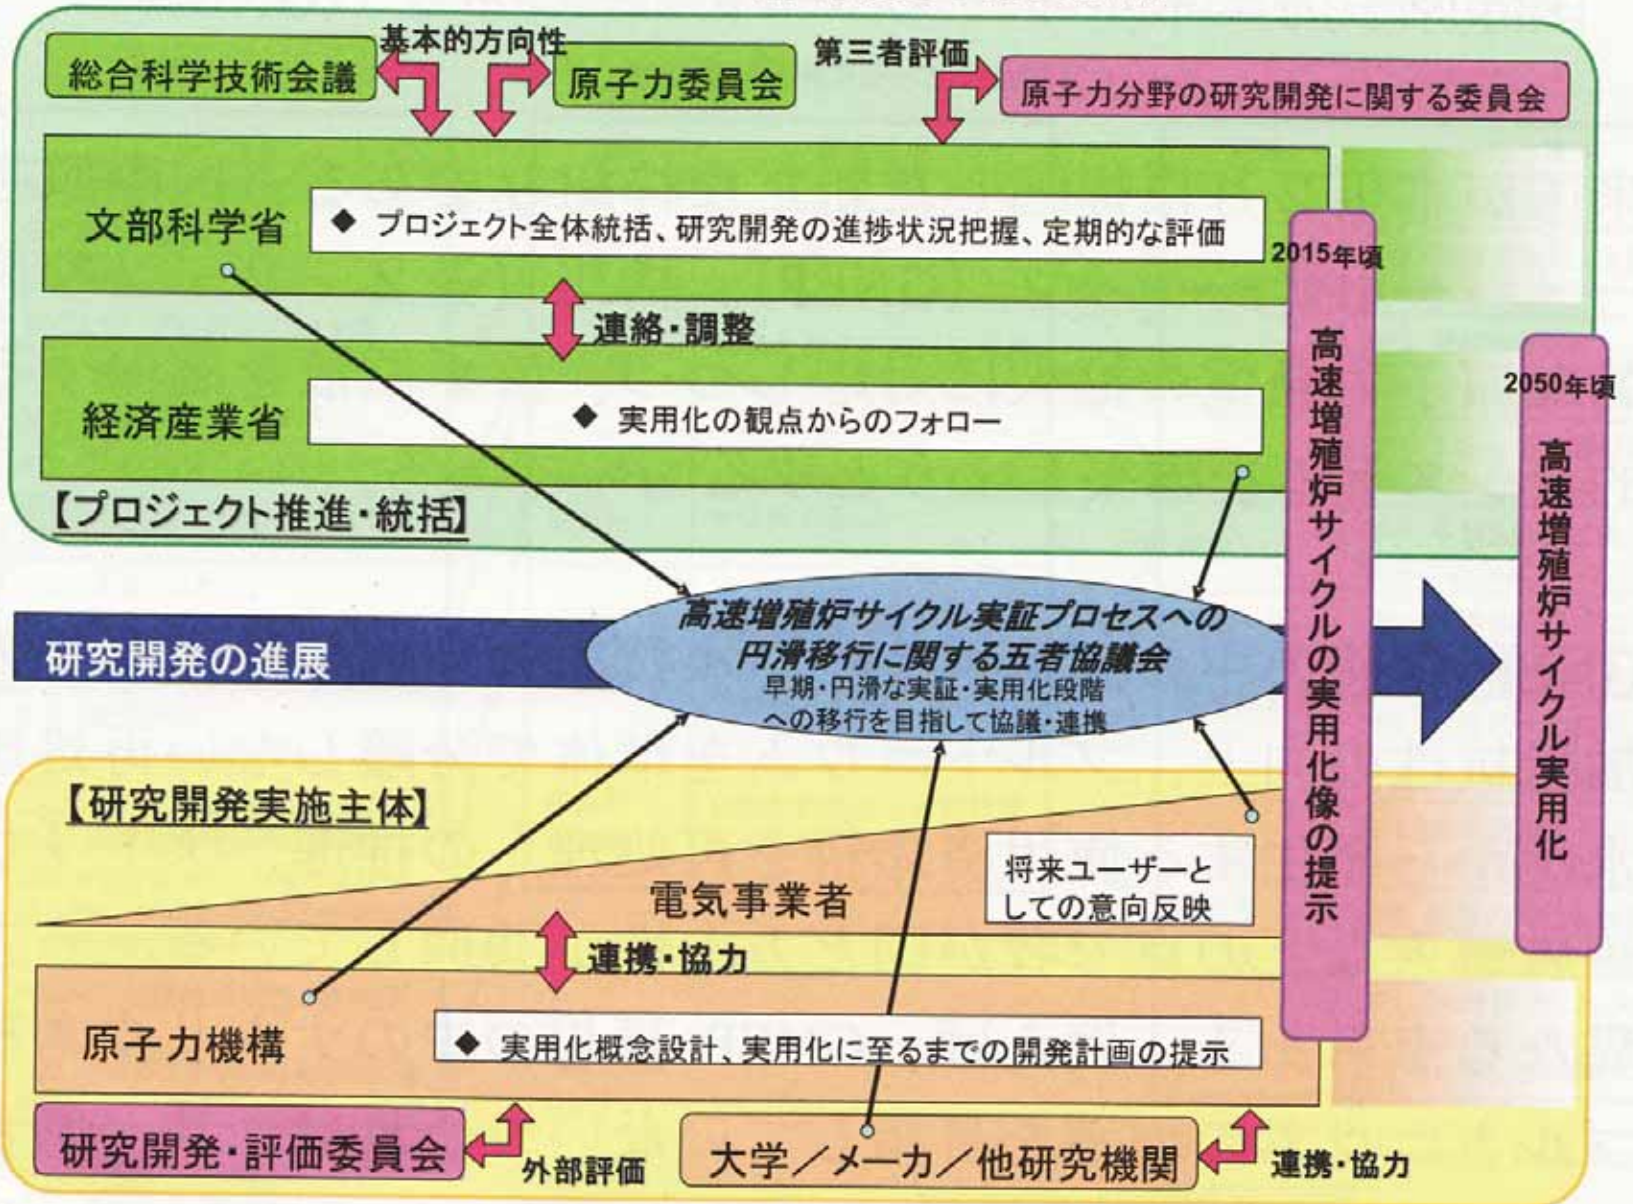 基本的方向性
総合科学技術会議
原子力委員会
第三者評価
原子力分野の研究開発に関する委員会
文部科学省
◆ プロジェクト全体統括、研究開発の進捗状況把握、定期的な評価
連絡・調整
経済産業省
◆ 実用化の観点からのフォロー
【プロジェクト推進・統括】
2015年頃
高速増殖炉サイクルの実用化像の提示
2050年頃
高速増殖炉サイクル実用化
研究開発の進展
高速増殖炉サイクル実証プロセスへの
円滑移行に関する五者協議会
早期・円滑な実証・実用化段階
への移行を目指して協議・連携
【研究開発実施主体】
電気事業者
将来ユーザーと
しての意向反映
連携・協力
原子力機構
◆ 実用化概念設計、実用化に至るまでの開発計画の提示
研究開発・評価委員会
外部評価
大学／メーカ／他研究機関
連携・協力